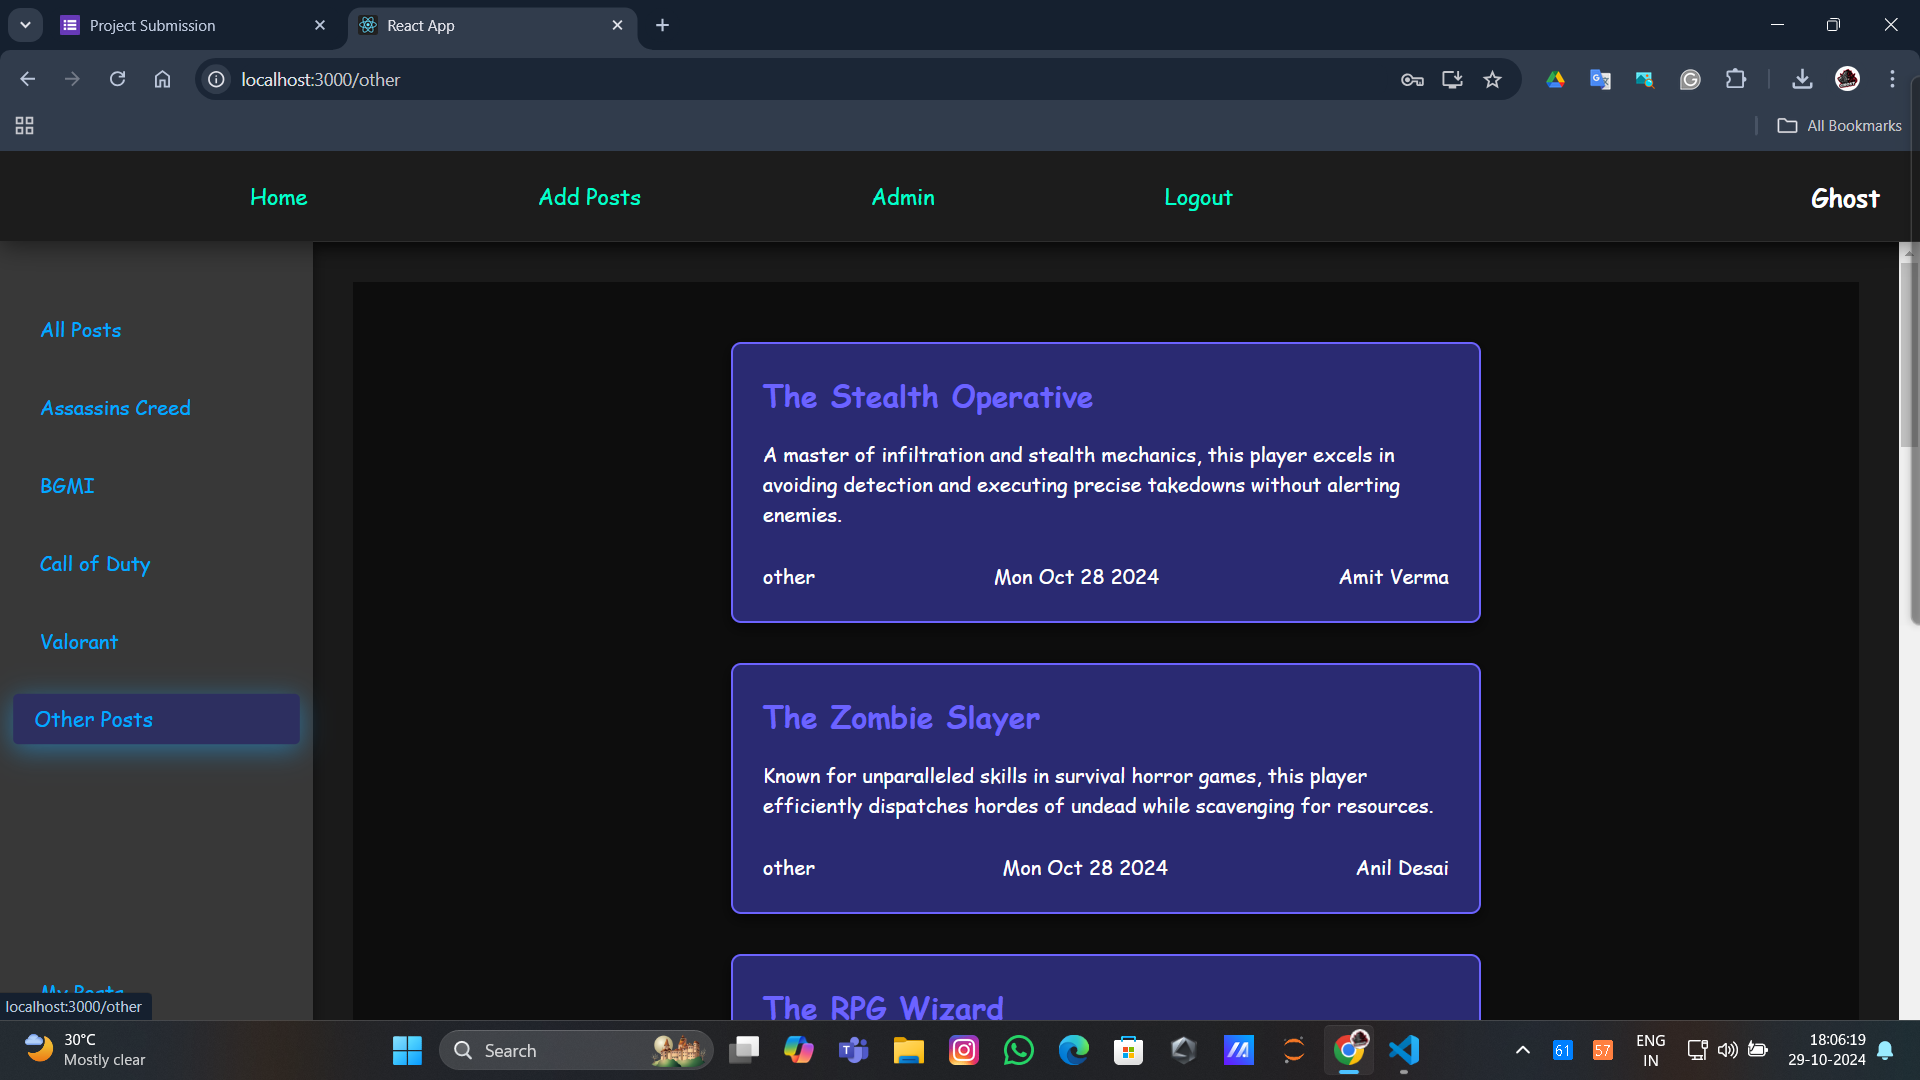 Project Submission
React App
localhost:3000/other
All Bookmarks
Home
Add Posts
Admin
Logout
Ghost
All Posts
Assassins Creed
BGMI
Call of Duty
Valorant
Other Posts
My Posts
The Stealth Operative
A master of infiltration and stealth mechanics, this player excels in
avoiding detection and executing precise takedowns without alerting
enemies.
other
Mon Oct 28 2024
Amit Verma
The Zombie Slayer
Known for unparalleled skills in survival horror games, this player
efficiently dispatches hordes of undead while scavenging for resources.
other
Mon Oct 28 2024
Anil Desai
The RPG Wizard
localhost:3000/other
30°C
Mostly clear
Search
61
57
ENG
IN
18:06:19
29-10-2024